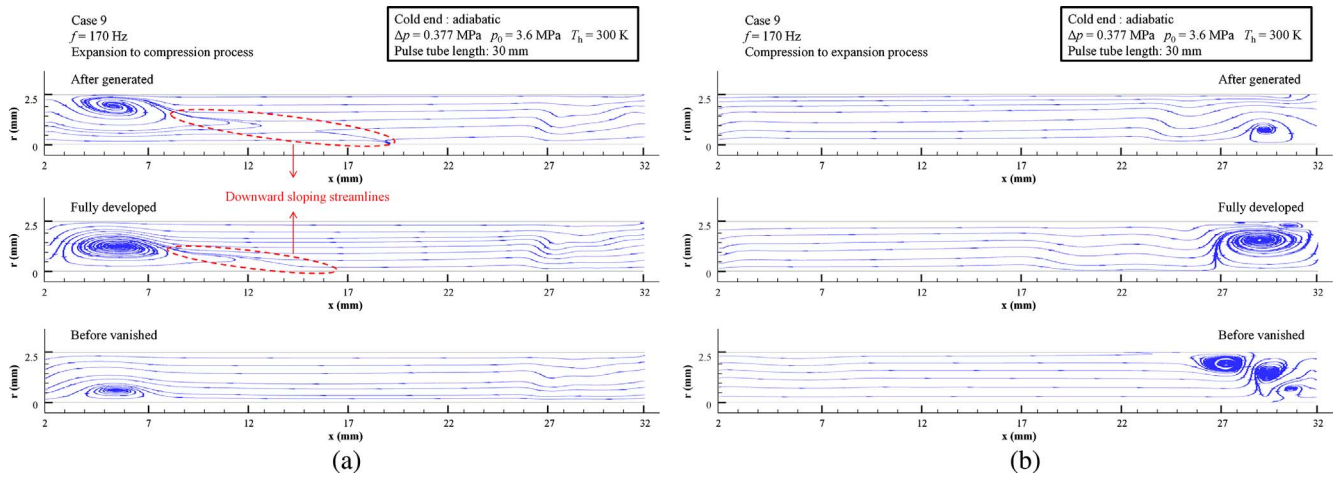 Case 9
f = 170 Hz
Expansion to compression process
Cold end : adiabatic
Δp = 0.377 MPa p₀ = 3.6 MPa Tₕ = 300 K
Pulse tube length: 30 mm
After generated
r (mm)
2.5
0
2 7 12 17 22 27 32
x (mm)
Downward sloping streamlines
Fully developed
r (mm)
2.5
0
2 7 12 17 22 27 32
x (mm)
Before vanished
r (mm)
2.5
0
2 7 12 17 22 27 32
x (mm)
(a)
Case 9
f = 170 Hz
Compression to expansion process
Cold end : adiabatic
Δp = 0.377 MPa p₀ = 3.6 MPa Tₕ = 300 K
Pulse tube length: 30 mm
After generated
r (mm)
2.5
0
2 7 12 17 22 27 32
x (mm)
Fully developed
r (mm)
2.5
0
2 7 12 17 22 27 32
x (mm)
Before vanished
r (mm)
2.5
0
2 7 12 17 22 27 32
x (mm)
(b)